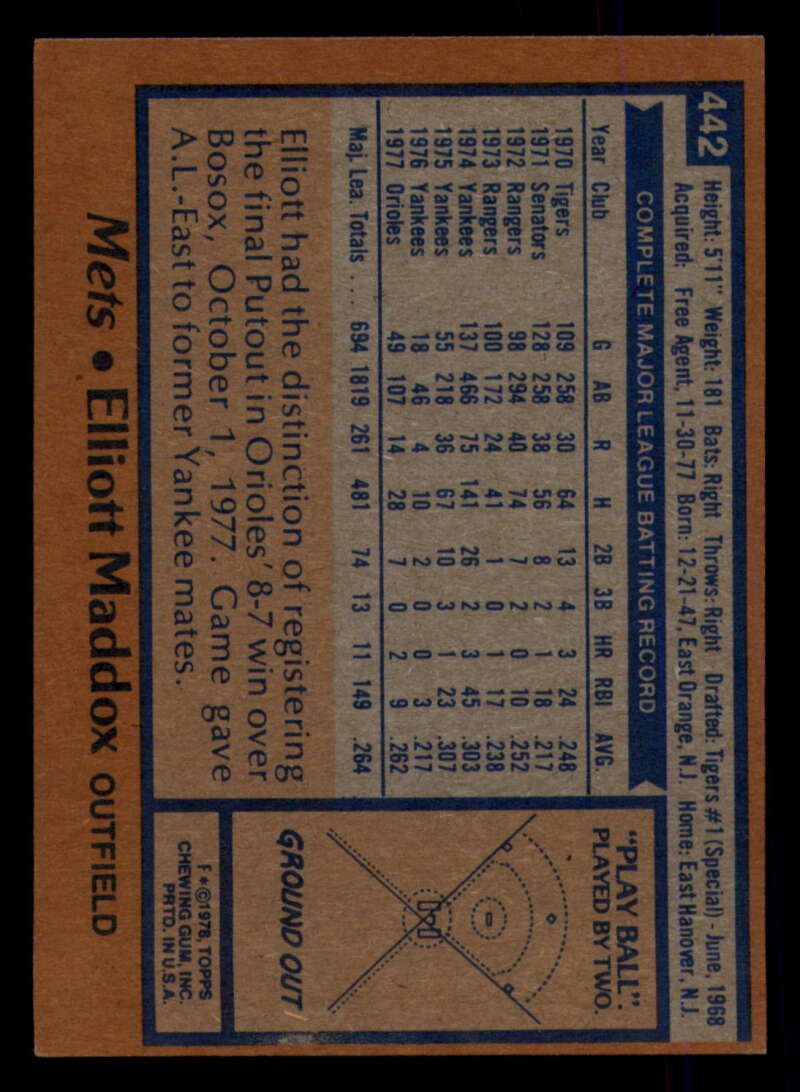 442
Height: 5'11" Weight: 181 Bats: Right Throws: Right Drafted: Tigers #1 (Special) - June, 1968
Acquired: Free Agent, 11-30-77 Born: 12-21-47, East Orange, N.J. Home: East Hanover, N.J.
COMPLETE MAJOR LEAGUE BATTING RECORD
Year Club G AB R H 2B 3B HR RBI AVG.
1970 Tigers 109 258 30 64 13 4 3 24 .248
1971 Senators 128 258 38 56 8 2 1 18 .217
1972 Rangers 98 294 40 74 7 2 0 10 .252
1973 Rangers 100 172 24 41 1 0 1 17 .238
1974 Yankees 137 466 75 141 26 2 3 45 .303
1975 Yankees 55 218 36 67 10 3 1 23 .307
1976 Yankees 18 46 4 10 2 0 0 3 .217
1977 Orioles 49 107 14 28 7 0 2 9 .262
Maj. Lea. Totals .... 694 1819 261 481 74 13 11 149 .264
Elliott had the distinction of registering
the final Putout in Orioles' 8-7 win over
Bosox, October 1, 1977. Game gave
A.L.-East to former Yankee mates.
"PLAY BALL"
PLAYED BY TWO.
GROUND OUT
F*©1978, TOPPS
CHEWING GUM, INC.
PRTD. IN U.S.A.
Mets • Elliott Maddox OUTFIELD